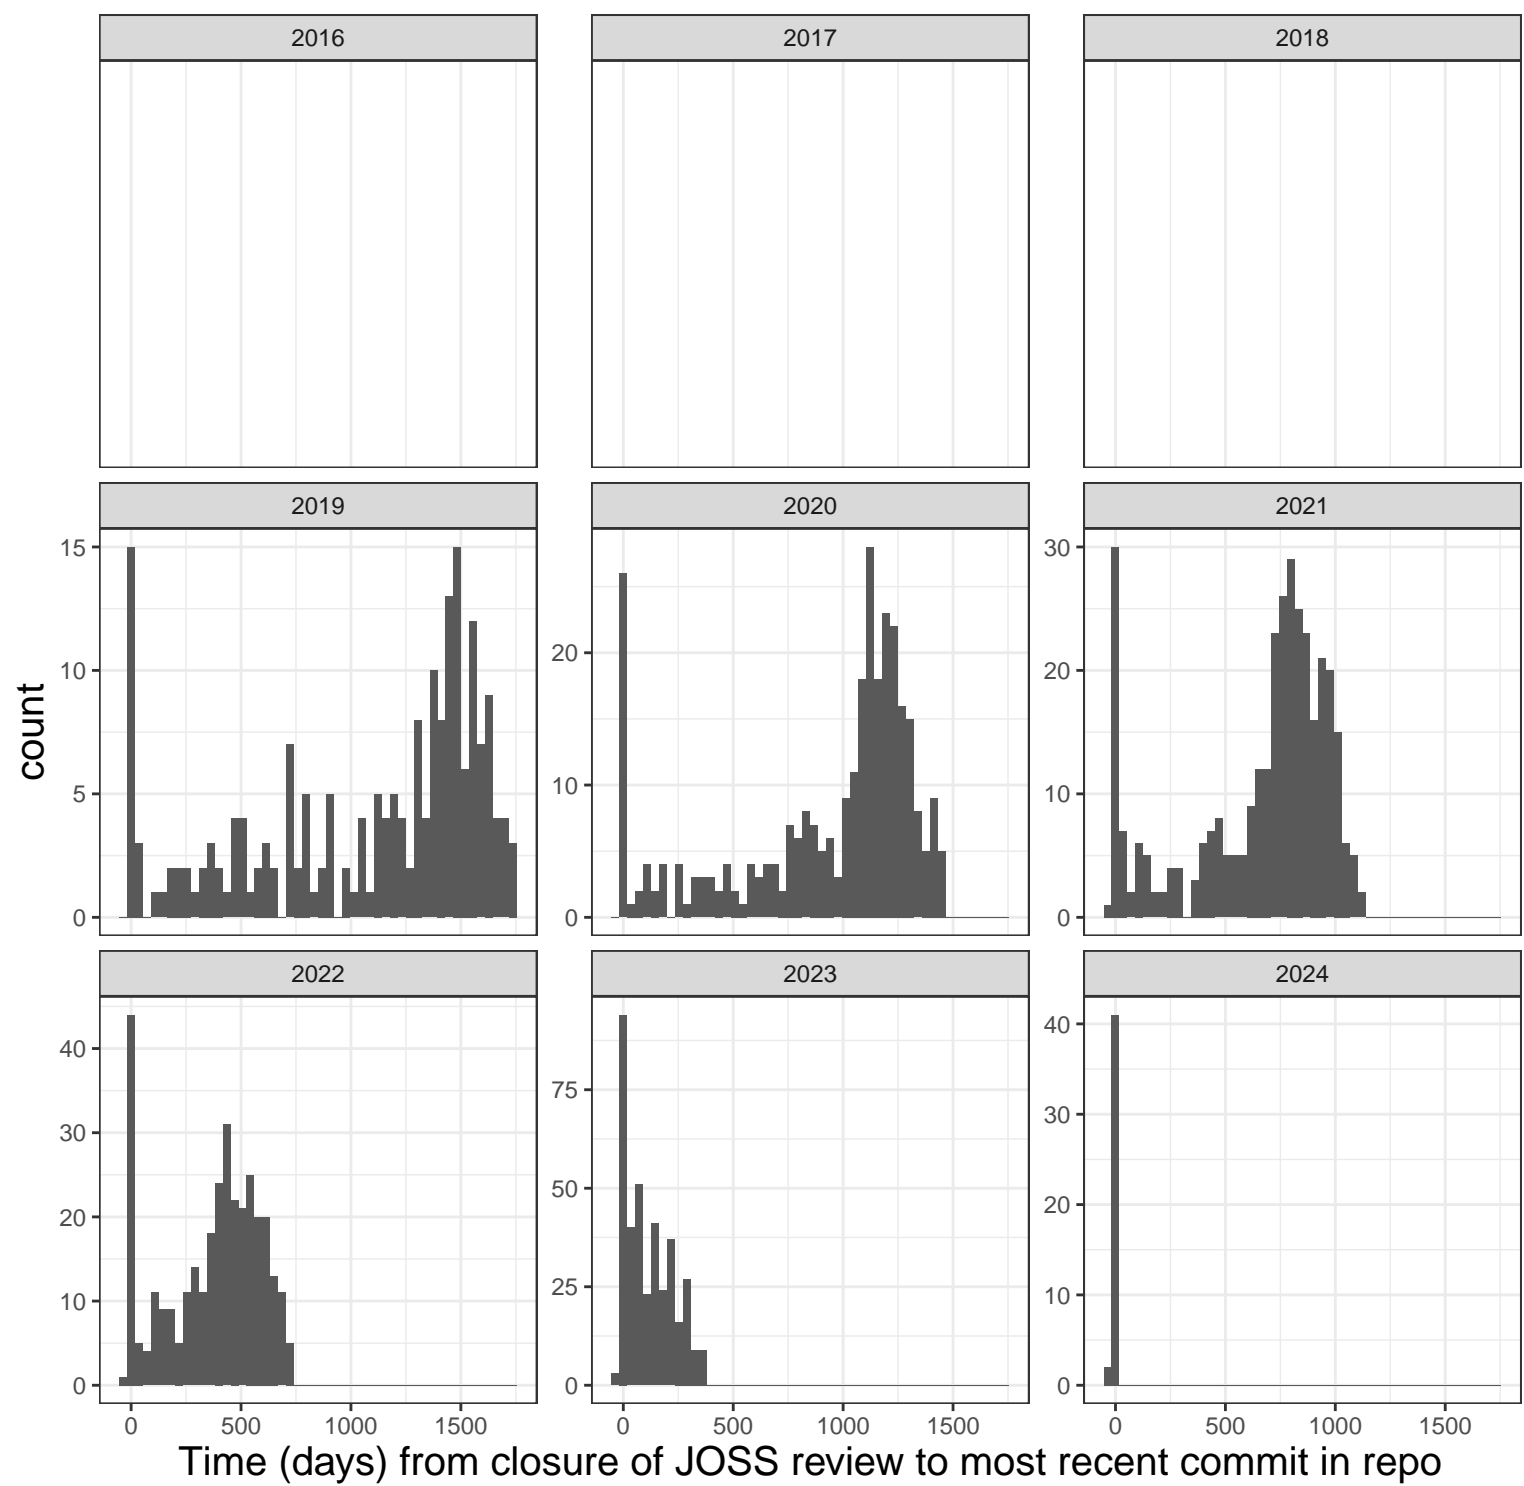 2016 2017 2018
2019 2020 2021
15 30
20
10 20
count
5 10 10
0 0 0
2022 2023 2024
40 75 40
30 50 30
20 20
10 25 10
0 0 0
0 500 1000 1500 0 500 1000 1500 0 500 1000 1500
Time (days) from closure of JOSS review to most recent commit in repo